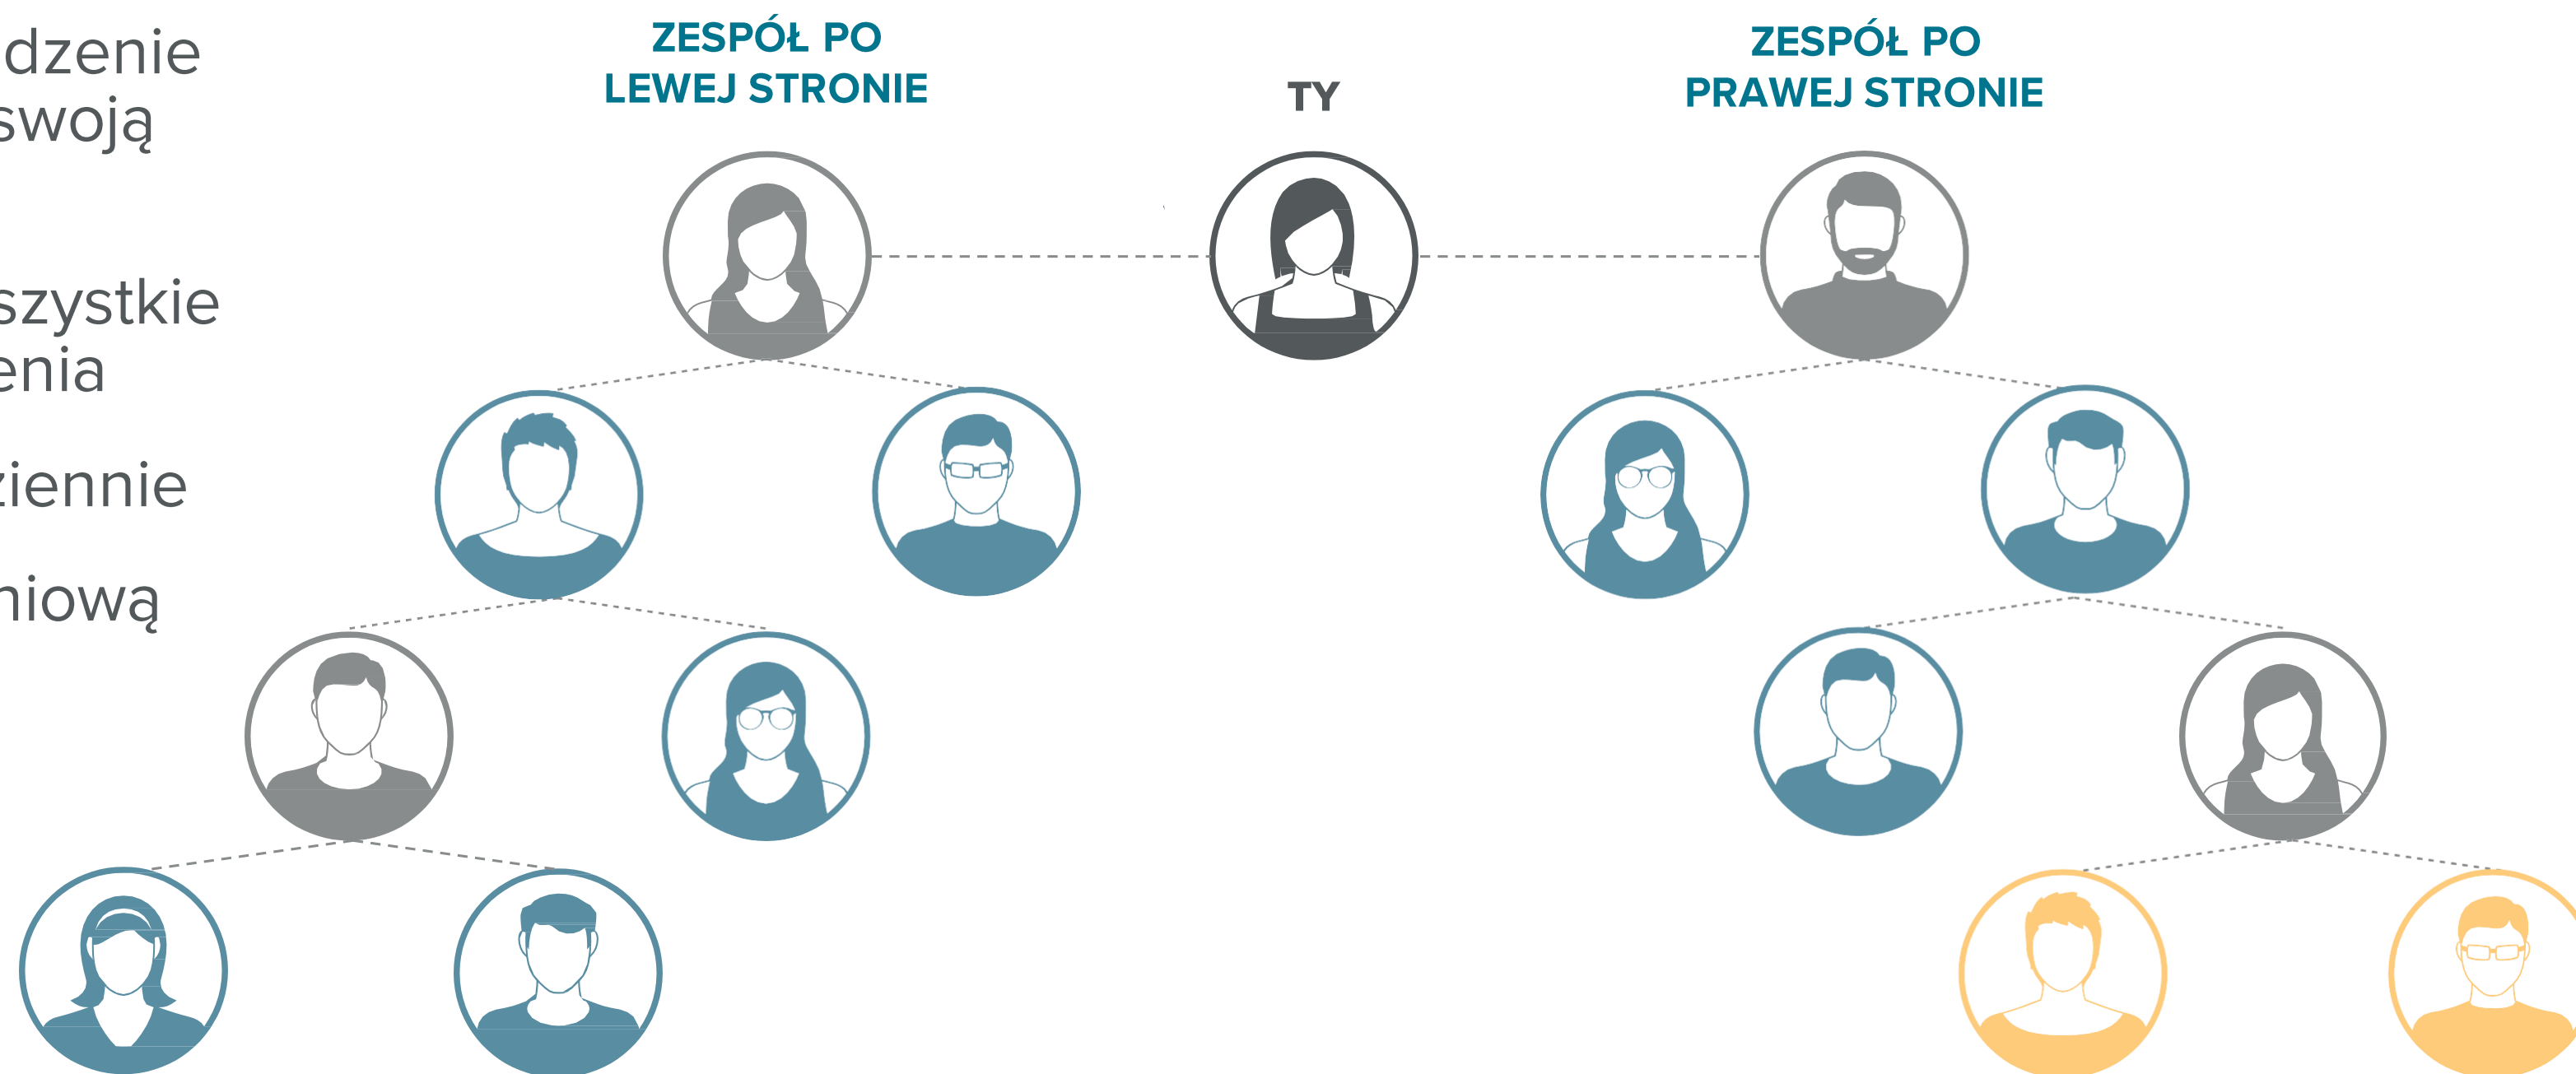 dzenie
swoją
szystkie
enia
ziennie
niową
ZESPÓŁ PO
LEWEJ STRONIE
TY
ZESPÓŁ PO
PRAWEJ STRONIE